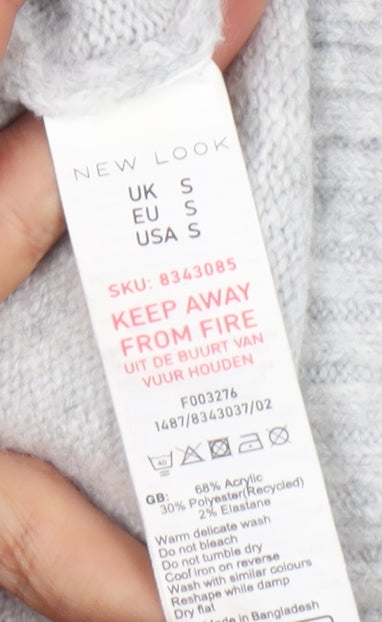 NEW LOOK
UK S
EU S
USA S
SKU: 8343085
KEEP AWAY
FROM FIRE
UIT DE BUURT VAN
VUUR HOUDEN
F003276
1487/8343037/02
40
GB: 68% Acrylic
30% Polyester(Recycled)
2% Elastane
Warm delicate wash
Do not bleach
Do not tumble dry
Cool iron on reverse
Wash with similar colours
Reshape while damp
Dry flat
Made in Bangladesh